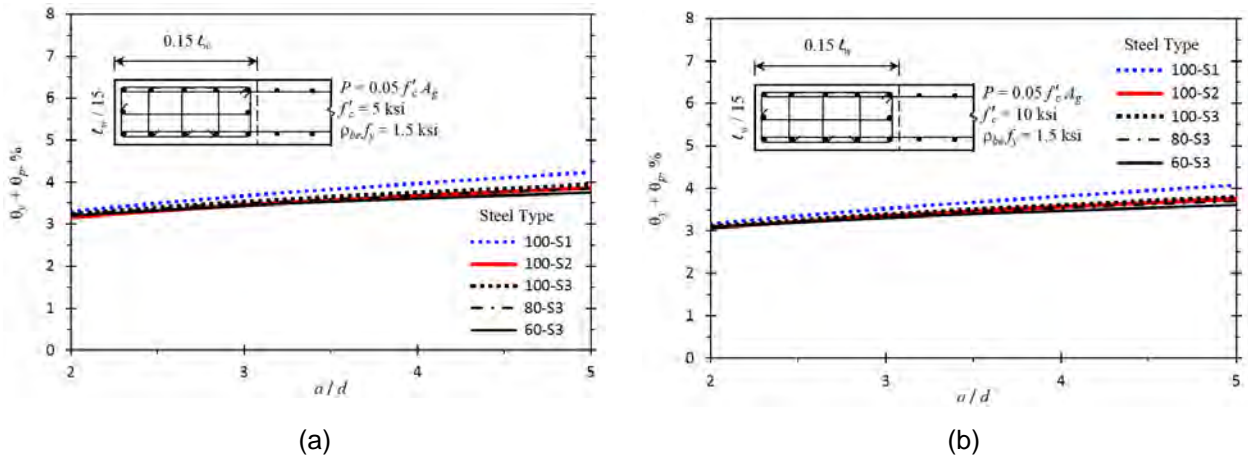 8
7
6
5
4
3
2
1
0
θy + θp, %
0.15 ℓw
ℓw / 15
P = 0.05 f′c Ag
f′c = 5 ksi
ρbe fy = 1.5 ksi
Steel Type
100-S1
100-S2
100-S3
80-S3
60-S3
2
3
4
5
a / d
(a)
8
7
6
5
4
3
2
1
0
θy + θp, %
0.15 ℓw
ℓw / 15
P = 0.05 f′c Ag
f′c = 10 ksi
ρbe fy = 1.5 ksi
Steel Type
100-S1
100-S2
100-S3
80-S3
60-S3
2
3
4
5
a / d
(b)